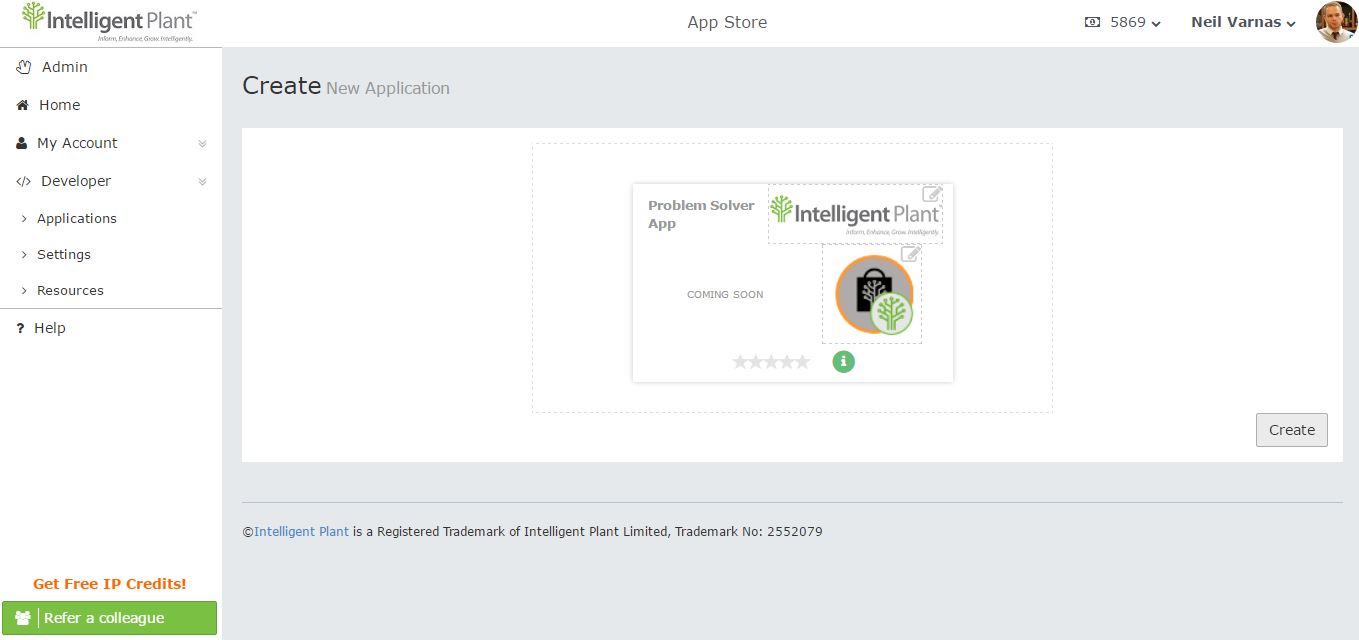 Intelligent Plant™
Inform, Enhance, Grow. Intelligently.
App Store
5869
Neil Varnas
Admin
Home
My Account
Developer
Applications
Settings
Resources
? Help
Get Free IP Credits!
Refer a colleague
Create New Application
Problem Solver
App
Intelligent Plant
Inform, Enhance, Grow. Intelligently.
COMING SOON
i
Create
©Intelligent Plant is a Registered Trademark of Intelligent Plant Limited, Trademark No: 2552079